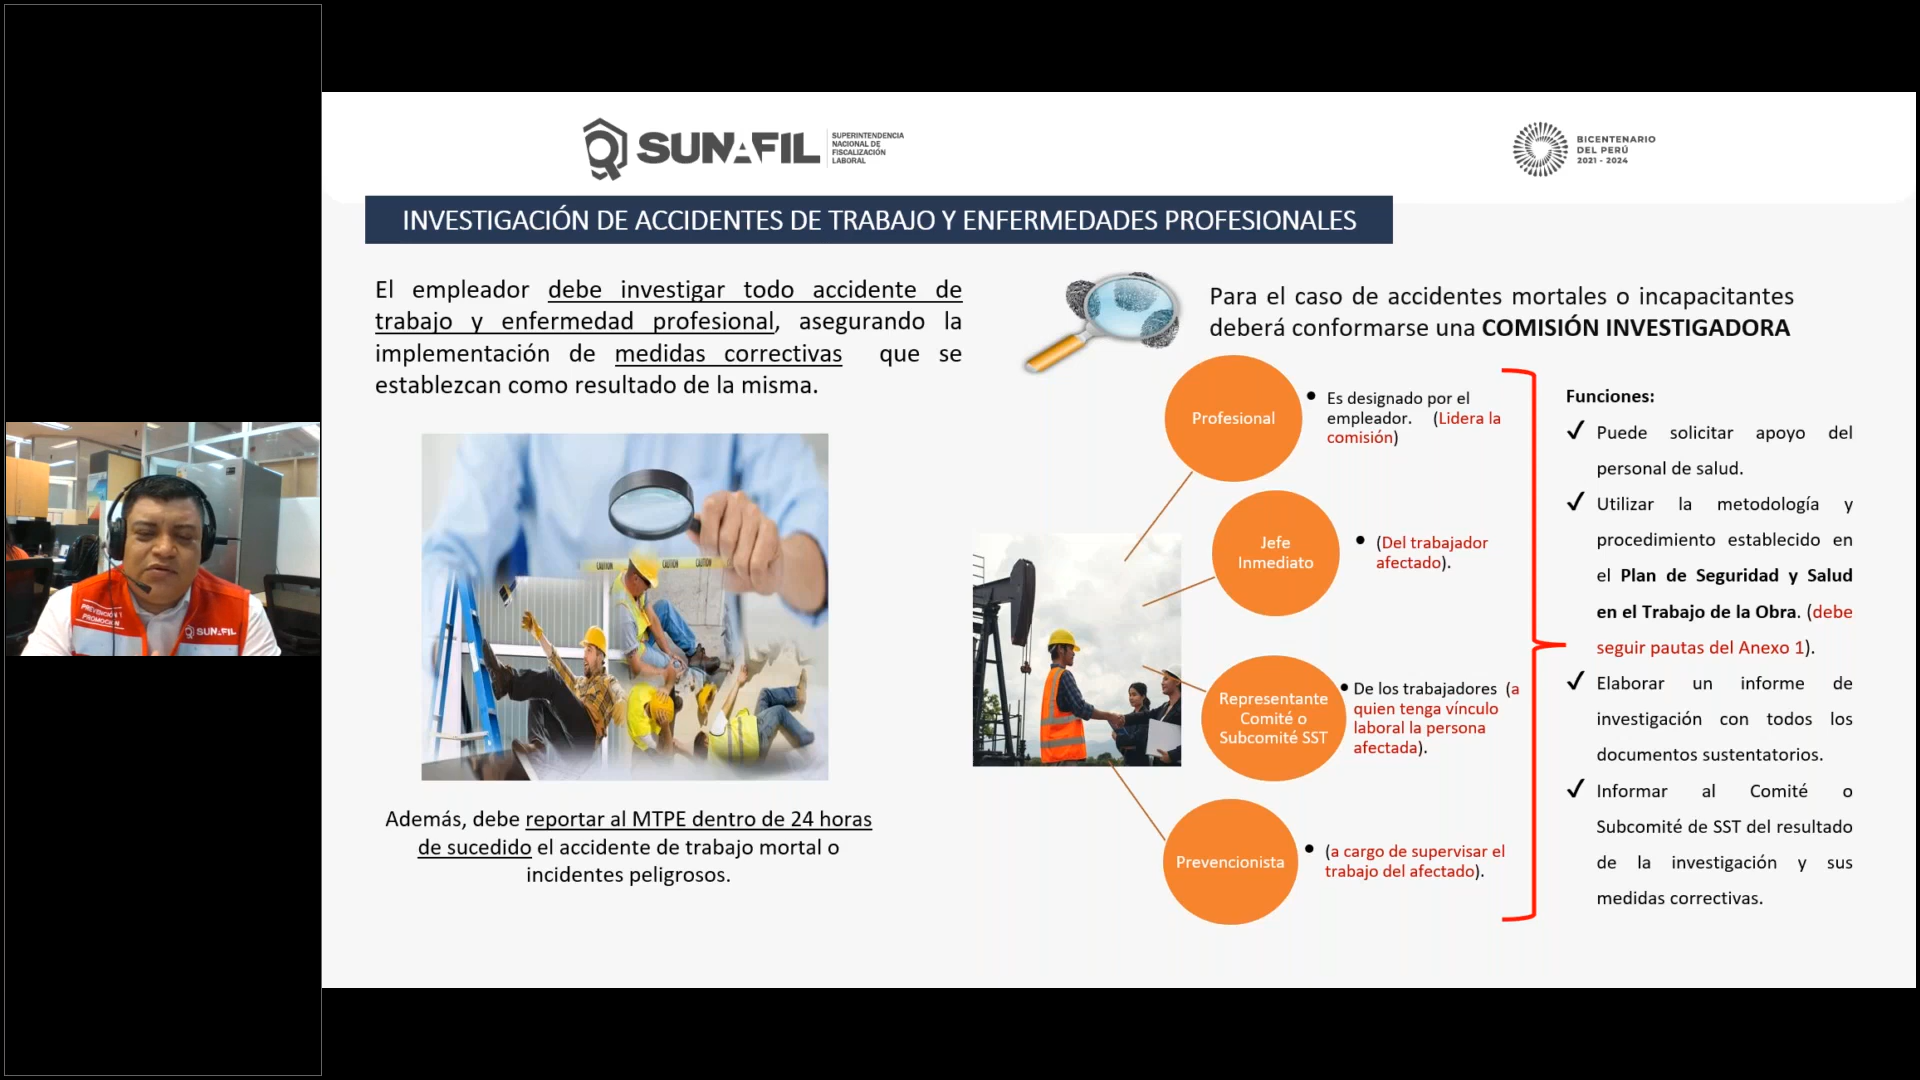 SUNAFIL
SUPERINTENDENCIA
NACIONAL DE
FISCALIZACIÓN
LABORAL
BICENTENARIO
DEL PERÚ
2021 - 2024
INVESTIGACIÓN DE ACCIDENTES DE TRABAJO Y ENFERMEDADES PROFESIONALES
El empleador debe investigar todo accidente de
trabajo y enfermedad profesional, asegurando la
implementación de medidas correctivas que se
establezcan como resultado de la misma.
CAUTION CAUTION CAUTION
Además, debe reportar al MTPE dentro de 24 horas
de sucedido el accidente de trabajo mortal o
incidentes peligrosos.
Para el caso de accidentes mortales o incapacitantes
deberá conformarse una COMISIÓN INVESTIGADORA
Profesional
• Es designado por el
empleador. (Lidera la
comisión)
Jefe
Inmediato
• (Del trabajador
afectado).
Representante
Comité o
Subcomité SST
• De los trabajadores (a
quien tenga vínculo
laboral la persona
afectada).
Prevencionista
• (a cargo de supervisar el
trabajo del afectado).
Funciones:
✓ Puede solicitar apoyo del
personal de salud.
✓ Utilizar la metodología y
procedimiento establecido en
el Plan de Seguridad y Salud
en el Trabajo de la Obra. (debe
seguir pautas del Anexo 1).
✓ Elaborar un informe de
investigación con todos los
documentos sustentatorios.
✓ Informar al Comité o
Subcomité de SST del resultado
de la investigación y sus
medidas correctivas.
PREVENCIÓN Y
PROMOCIÓN
SUNAFIL